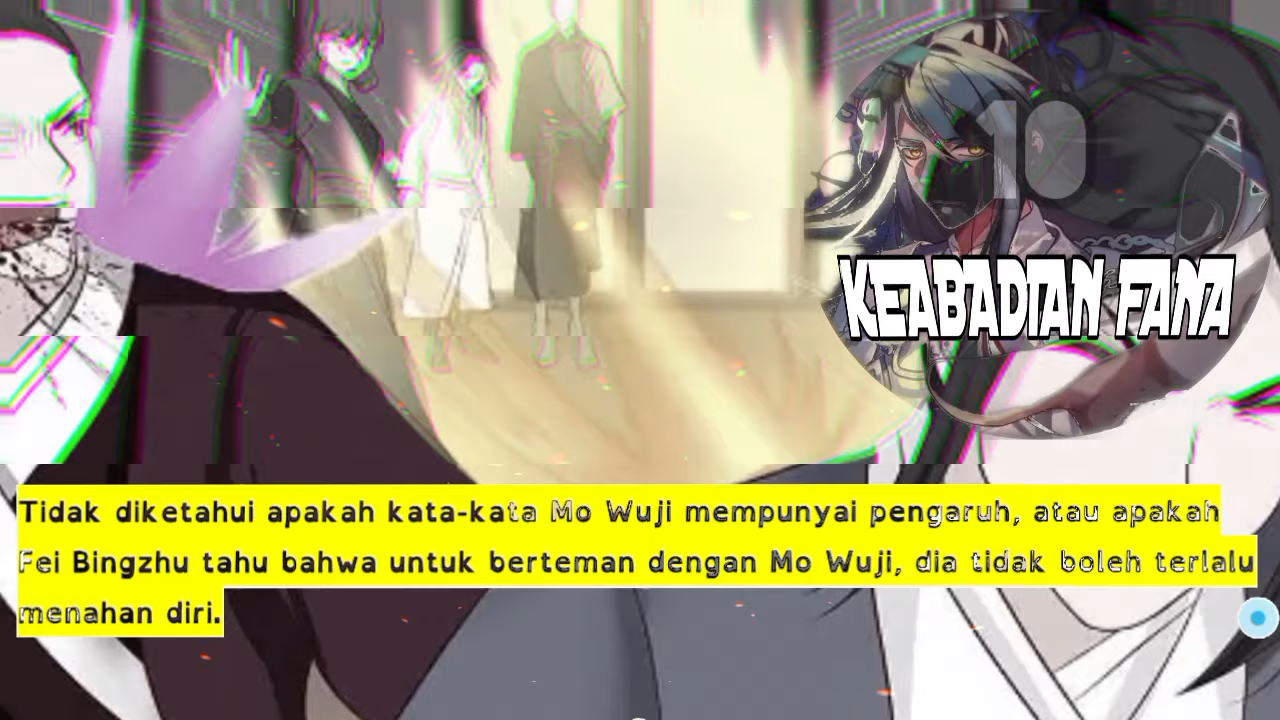 10
KEABADIAN FANA
Tidak diketahui apakah kata-kata Mo Wuji mempunyai pengaruh, atau apakah
Fei Bingzhu tahu bahwa untuk berteman dengan Mo Wuji, dia tidak boleh terlalu
menahan diri.